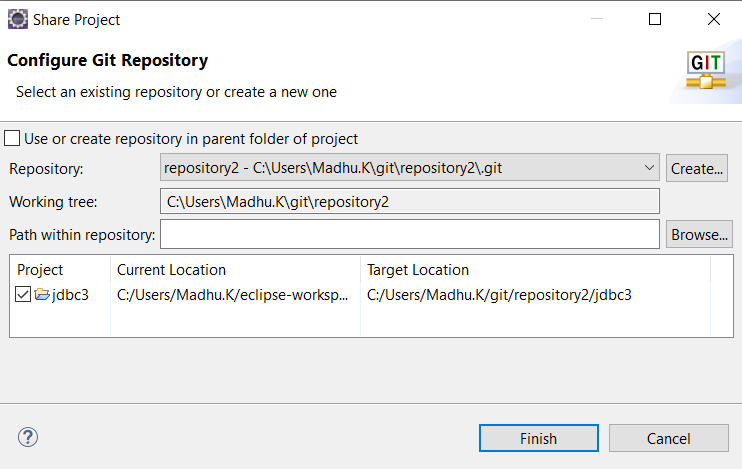 Share Project
Configure Git Repository
Select an existing repository or create a new one
GIT
Use or create repository in parent folder of project
Repository: repository2 - C:\Users\Madhu.K\git\repository2\.git Create...
Working tree: C:\Users\Madhu.K\git\repository2
Path within repository: Browse...
Project Current Location Target Location
jdbc3 C:/Users/Madhu.K/eclipse-worksp... C:/Users/Madhu.K/git/repository2/jdbc3
? Finish Cancel